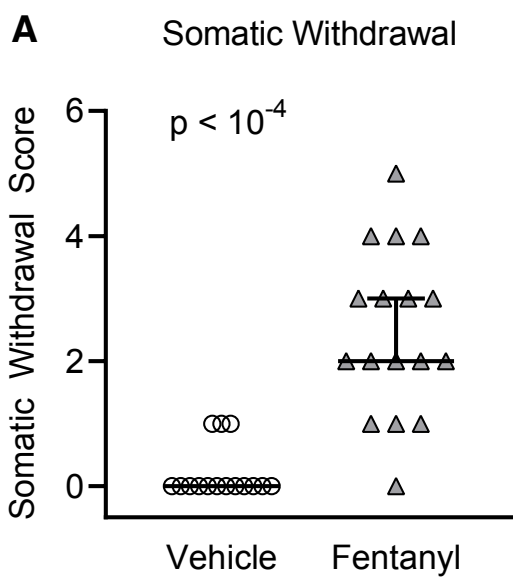 A
Somatic Withdrawal
p < 10⁻⁴
Somatic Withdrawal Score
6
4
2
0
Vehicle
Fentanyl